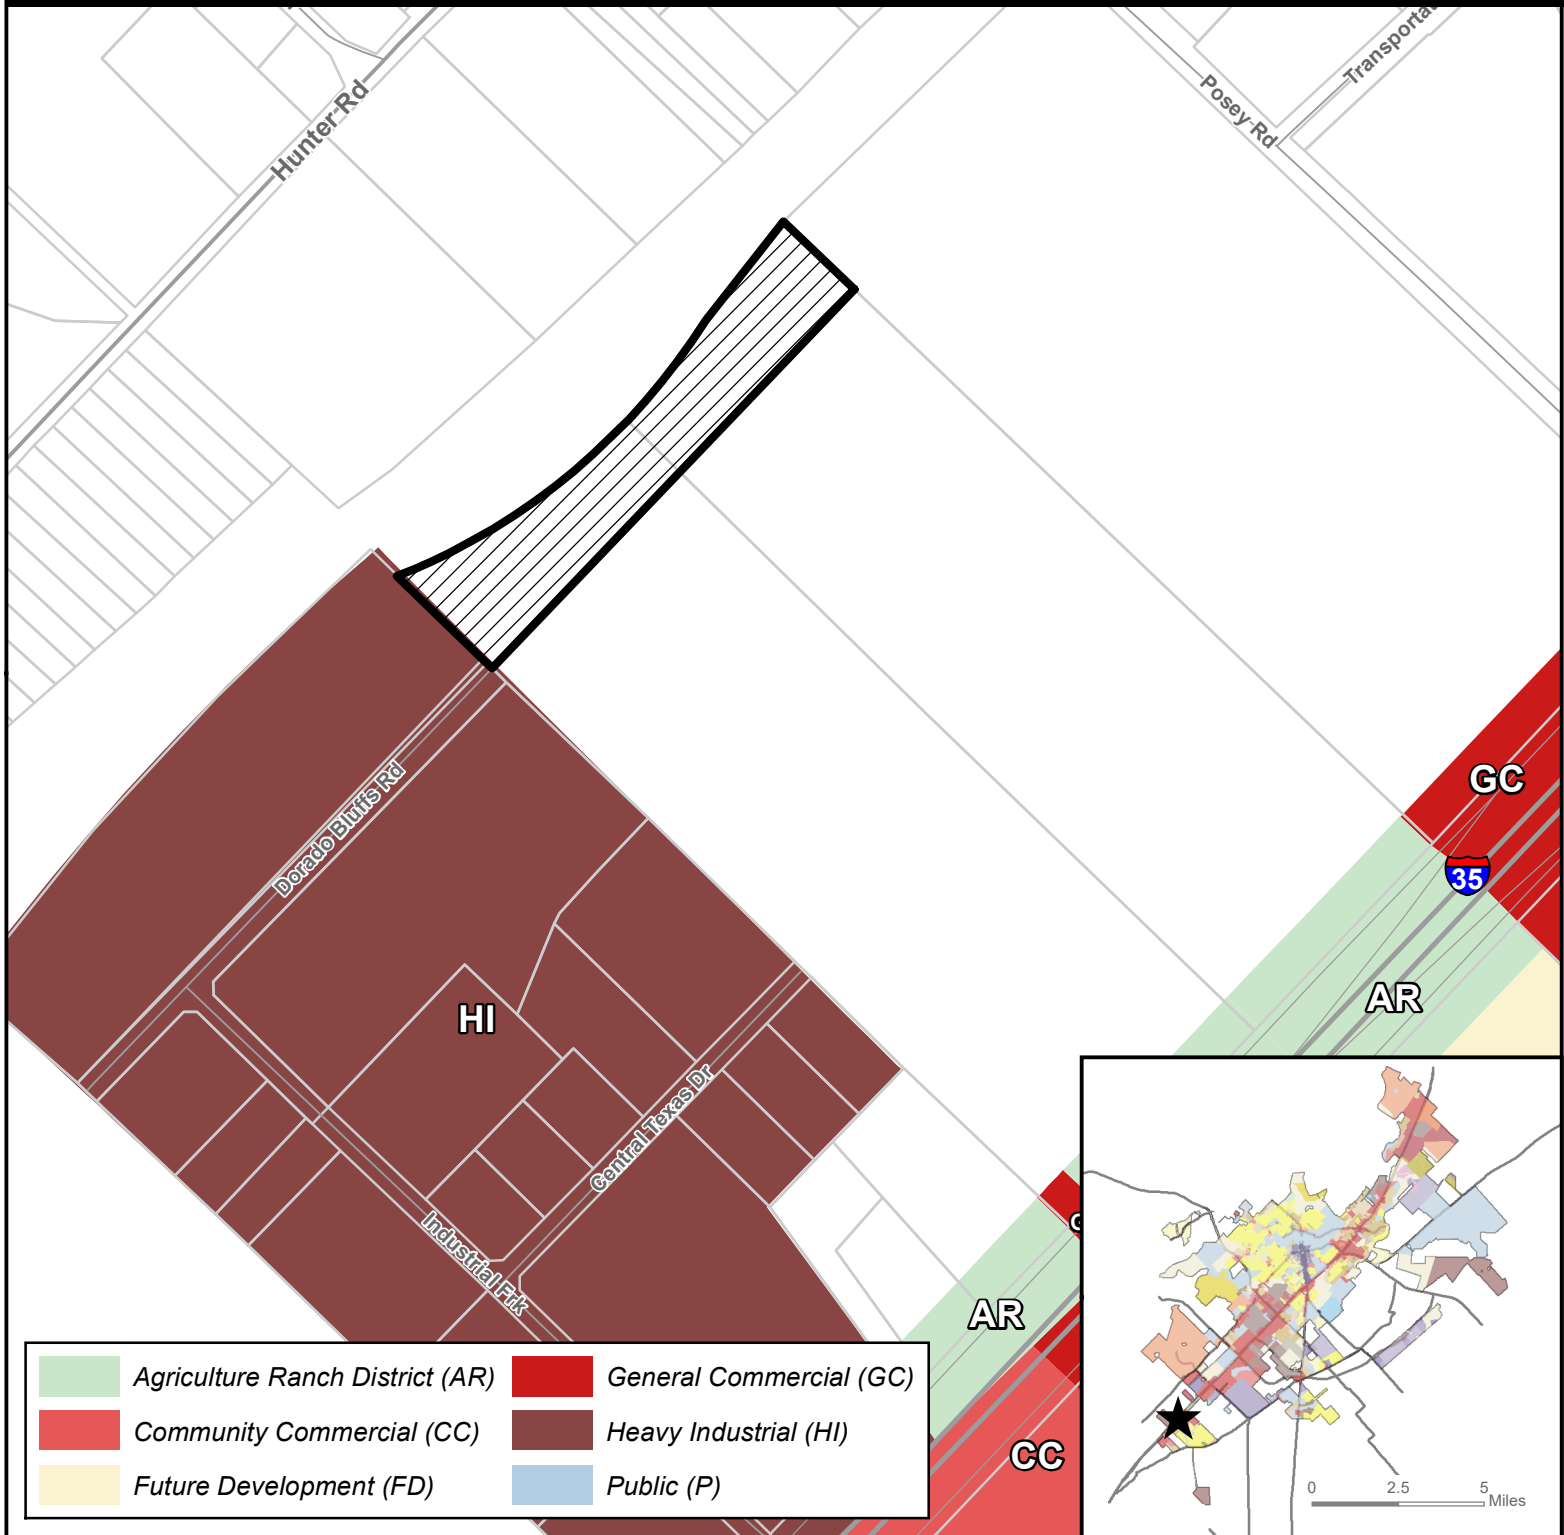 Hunter Rd
Posey Rd
GC
35
AR
Dorado Bluffs Rd
HI
Central Texas Dr
Industrial Frk
AR
CC
Agriculture Ranch District (AR)
General Commercial (GC)
Community Commercial (CC)
Heavy Industrial (HI)
Future Development (FD)
Public (P)
0 2.5 5
Miles